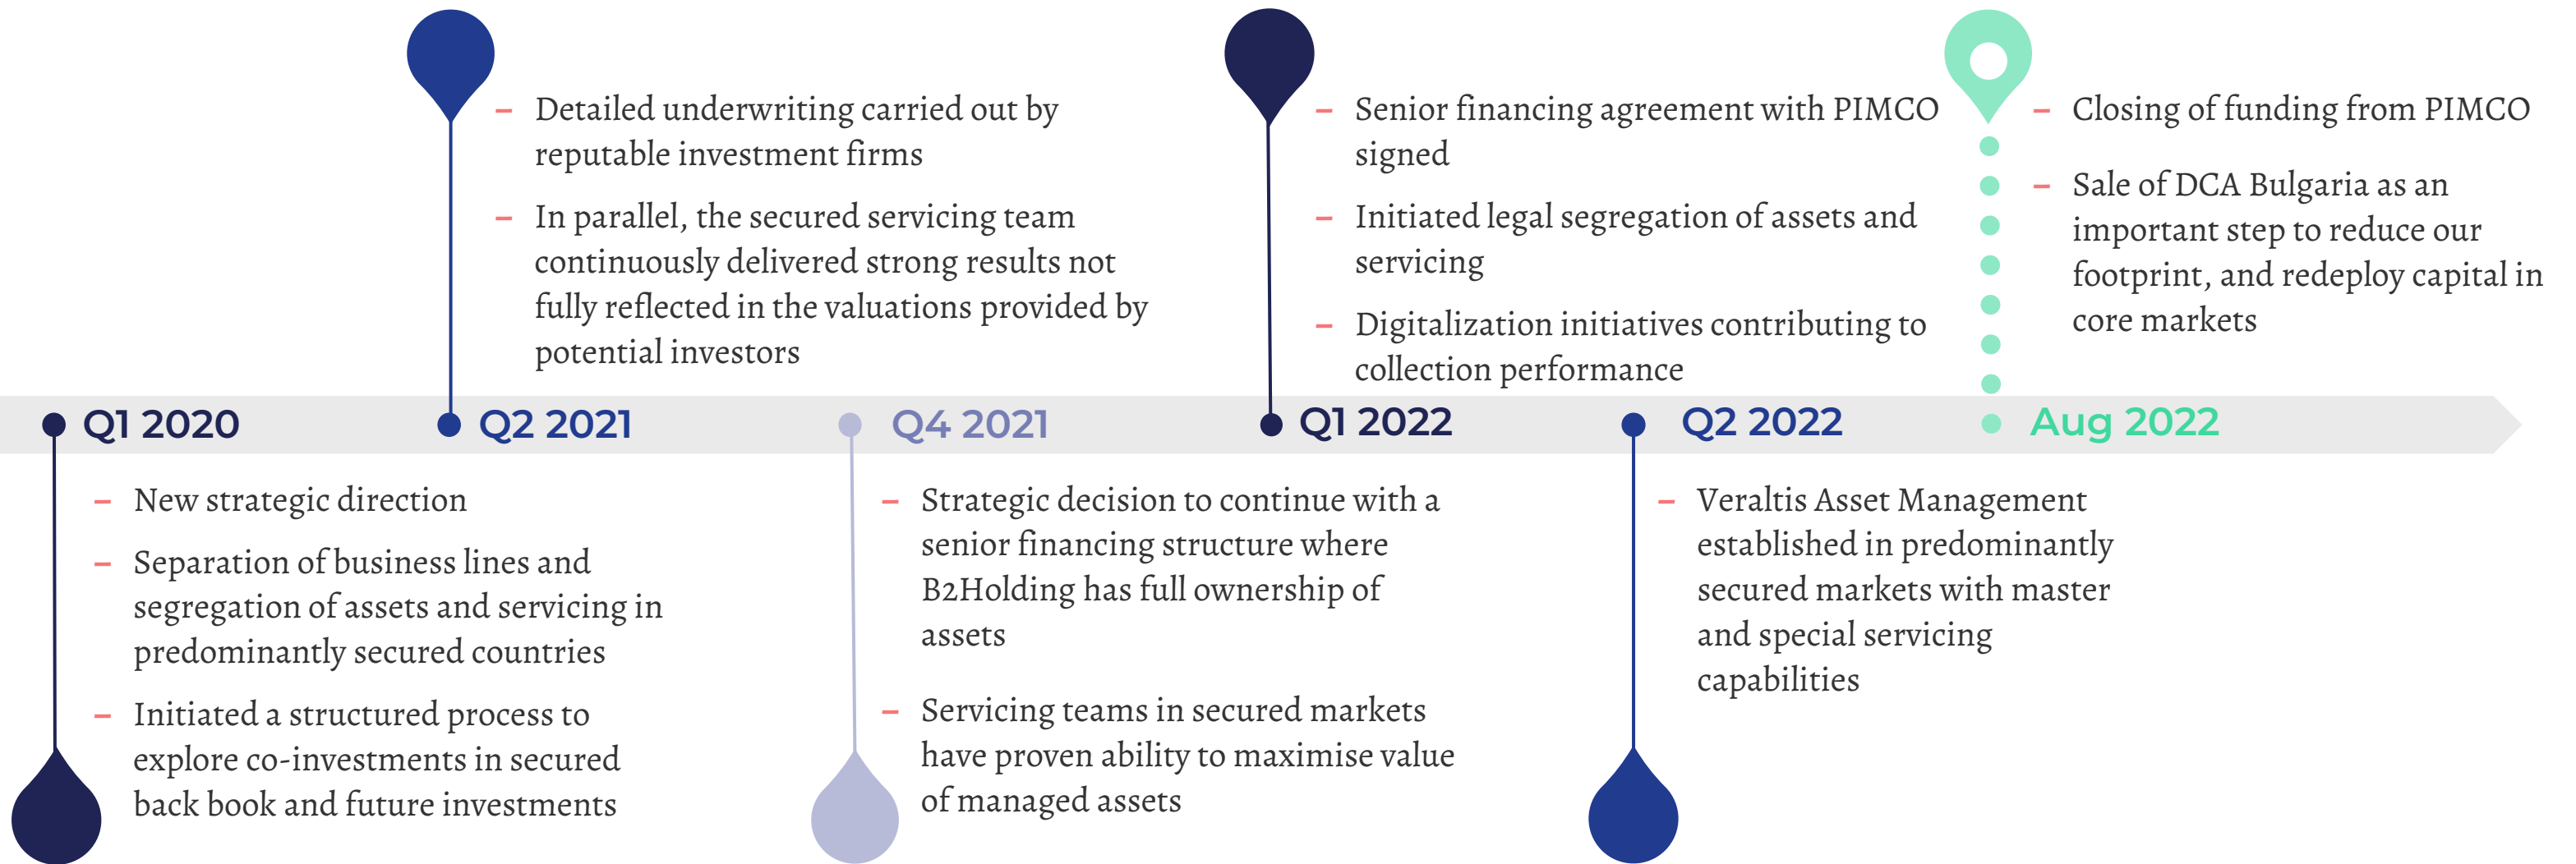 – Detailed underwriting carried out by
reputable investment firms
– In parallel, the secured servicing team
continuously delivered strong results not
fully reflected in the valuations provided by
potential investors
– Senior financing agreement with PIMCO
signed
– Initiated legal segregation of assets and
servicing
– Digitalization initiatives contributing to
collection performance
– Closing of funding from PIMCO
– Sale of DCA Bulgaria as an
important step to reduce our
footprint, and redeploy capital in
core markets
Q1 2020
Q2 2021
Q4 2021
Q1 2022
Q2 2022
Aug 2022
– New strategic direction
– Separation of business lines and
segregation of assets and servicing in
predominantly secured countries
– Initiated a structured process to
explore co-investments in secured
back book and future investments
– Strategic decision to continue with a
senior financing structure where
B2Holding has full ownership of
assets
– Servicing teams in secured markets
have proven ability to maximise value
of managed assets
– Veraltis Asset Management
established in predominantly
secured markets with master
and special servicing
capabilities